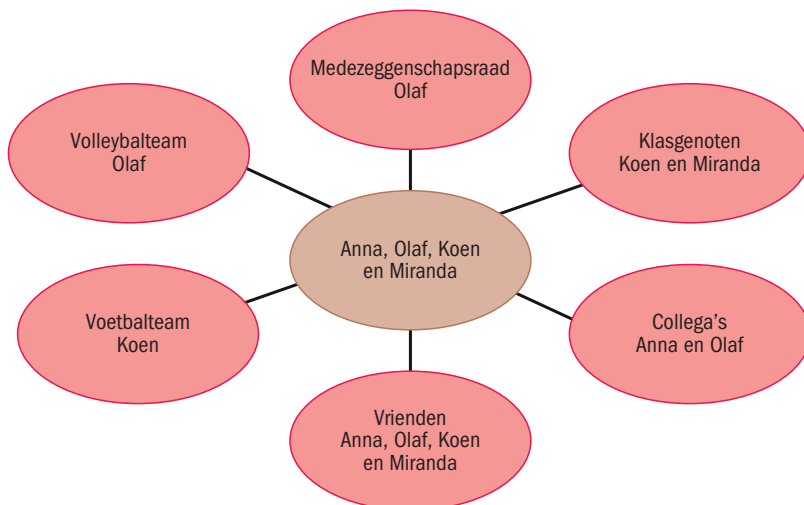 Medezeggenschapsraad
Olaf
Volleybalteam
Olaf
Klasgenoten
Koen en Miranda
Anna, Olaf, Koen
en Miranda
Voetbalteam
Koen
Collega’s
Anna en Olaf
Vrienden
Anna, Olaf, Koen
en Miranda